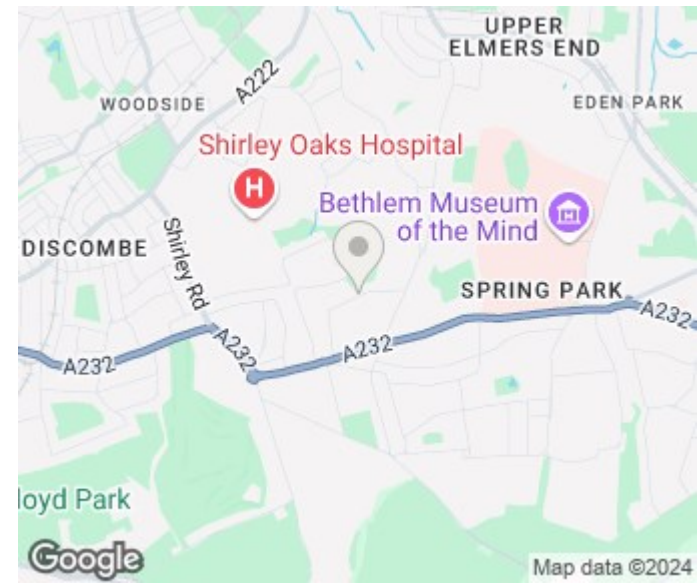 UPPER
ELMERS END
A222
WOODSIDE
EDEN PARK
Shirley Oaks Hospital
H
Bethlem Museum
of the Mind
DISCOMBE
Shirley Rd
SPRING PARK
A232
A232
A232
A232
loyd Park
Google
Map data ©2024